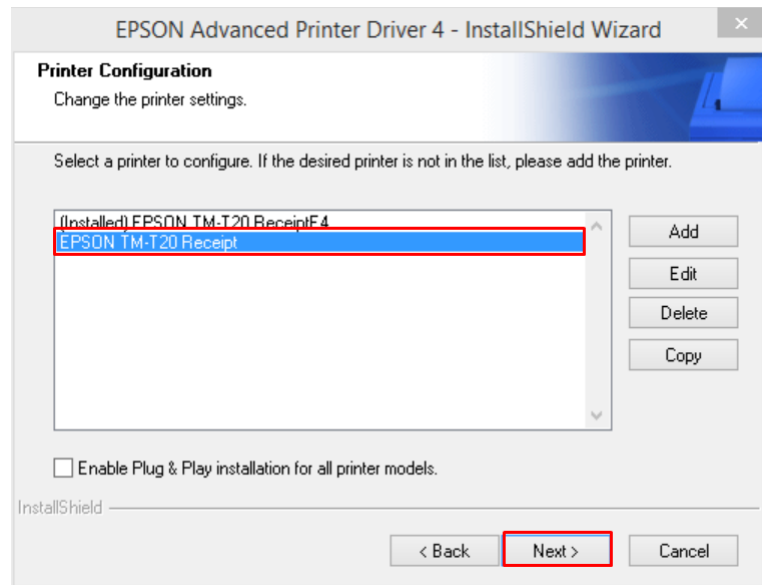 EPSON Advanced Printer Driver 4 - InstallShield Wizard
Printer Configuration
Change the printer settings.
Select a printer to configure. If the desired printer is not in the list, please add the printer.
(Installed) EPSON TM-T20 ReceiptE4
EPSON TM-T20 Receipt
Add
Edit
Delete
Copy
Enable Plug & Play installation for all printer models.
InstallShield
< Back Next > Cancel